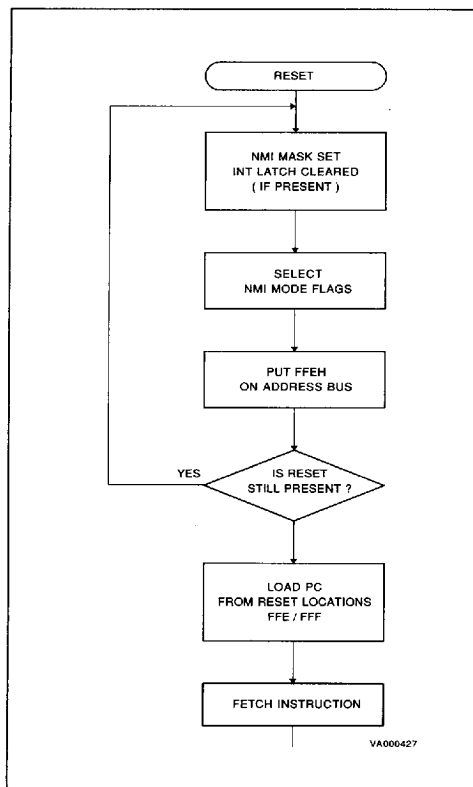 RESET
NMI MASK SET
INT LATCH CLEARED
( IF PRESENT )
SELECT
NMI MODE FLAGS
PUT FFEH
ON ADDRESS BUS
YES
IS RESET
STILL PRESENT ?
LOAD PC
FROM RESET LOCATIONS
FFE / FFF
FETCH INSTRUCTION
VA000427